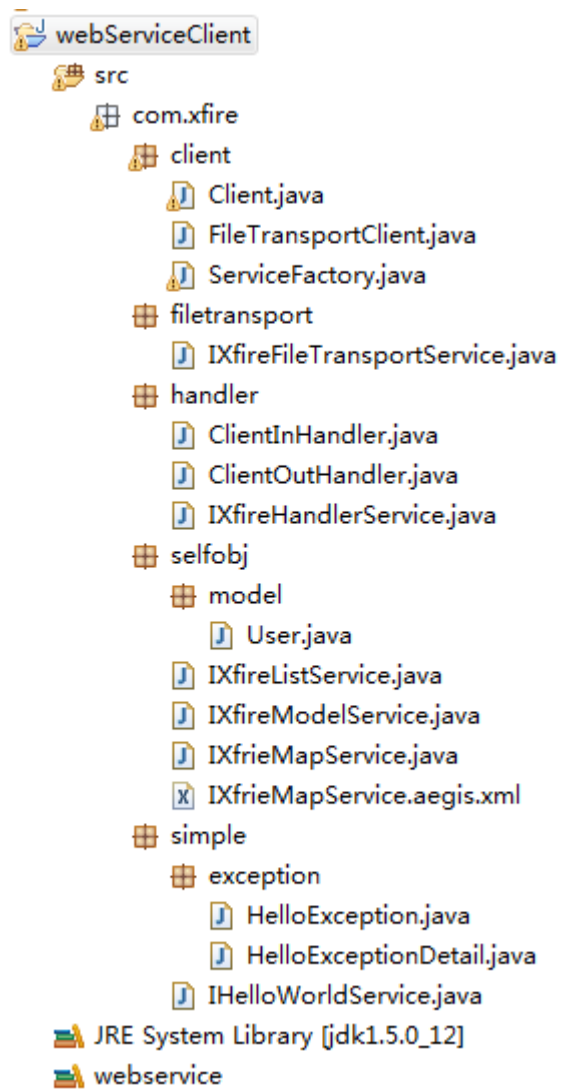 webServiceClient
src
com.xfire
client
Client.java
FileTransportClient.java
ServiceFactory.java
filetransport
IXfireFileTransportService.java
handler
ClientInHandler.java
ClientOutHandler.java
IXfireHandlerService.java
selfobj
model
User.java
IXfireListService.java
IXfireModelService.java
IXfrieMapService.java
IXfrieMapService.aegis.xml
simple
exception
HelloException.java
HelloExceptionDetail.java
IHelloWorldService.java
JRE System Library [jdk1.5.0_12]
webservice